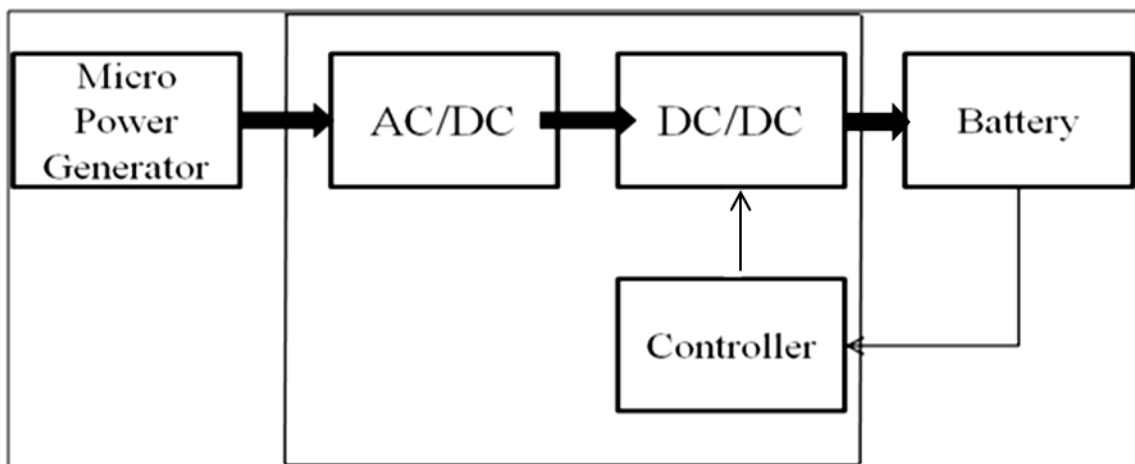 Micro
Power
Generator
AC/DC
DC/DC
Battery
Controller